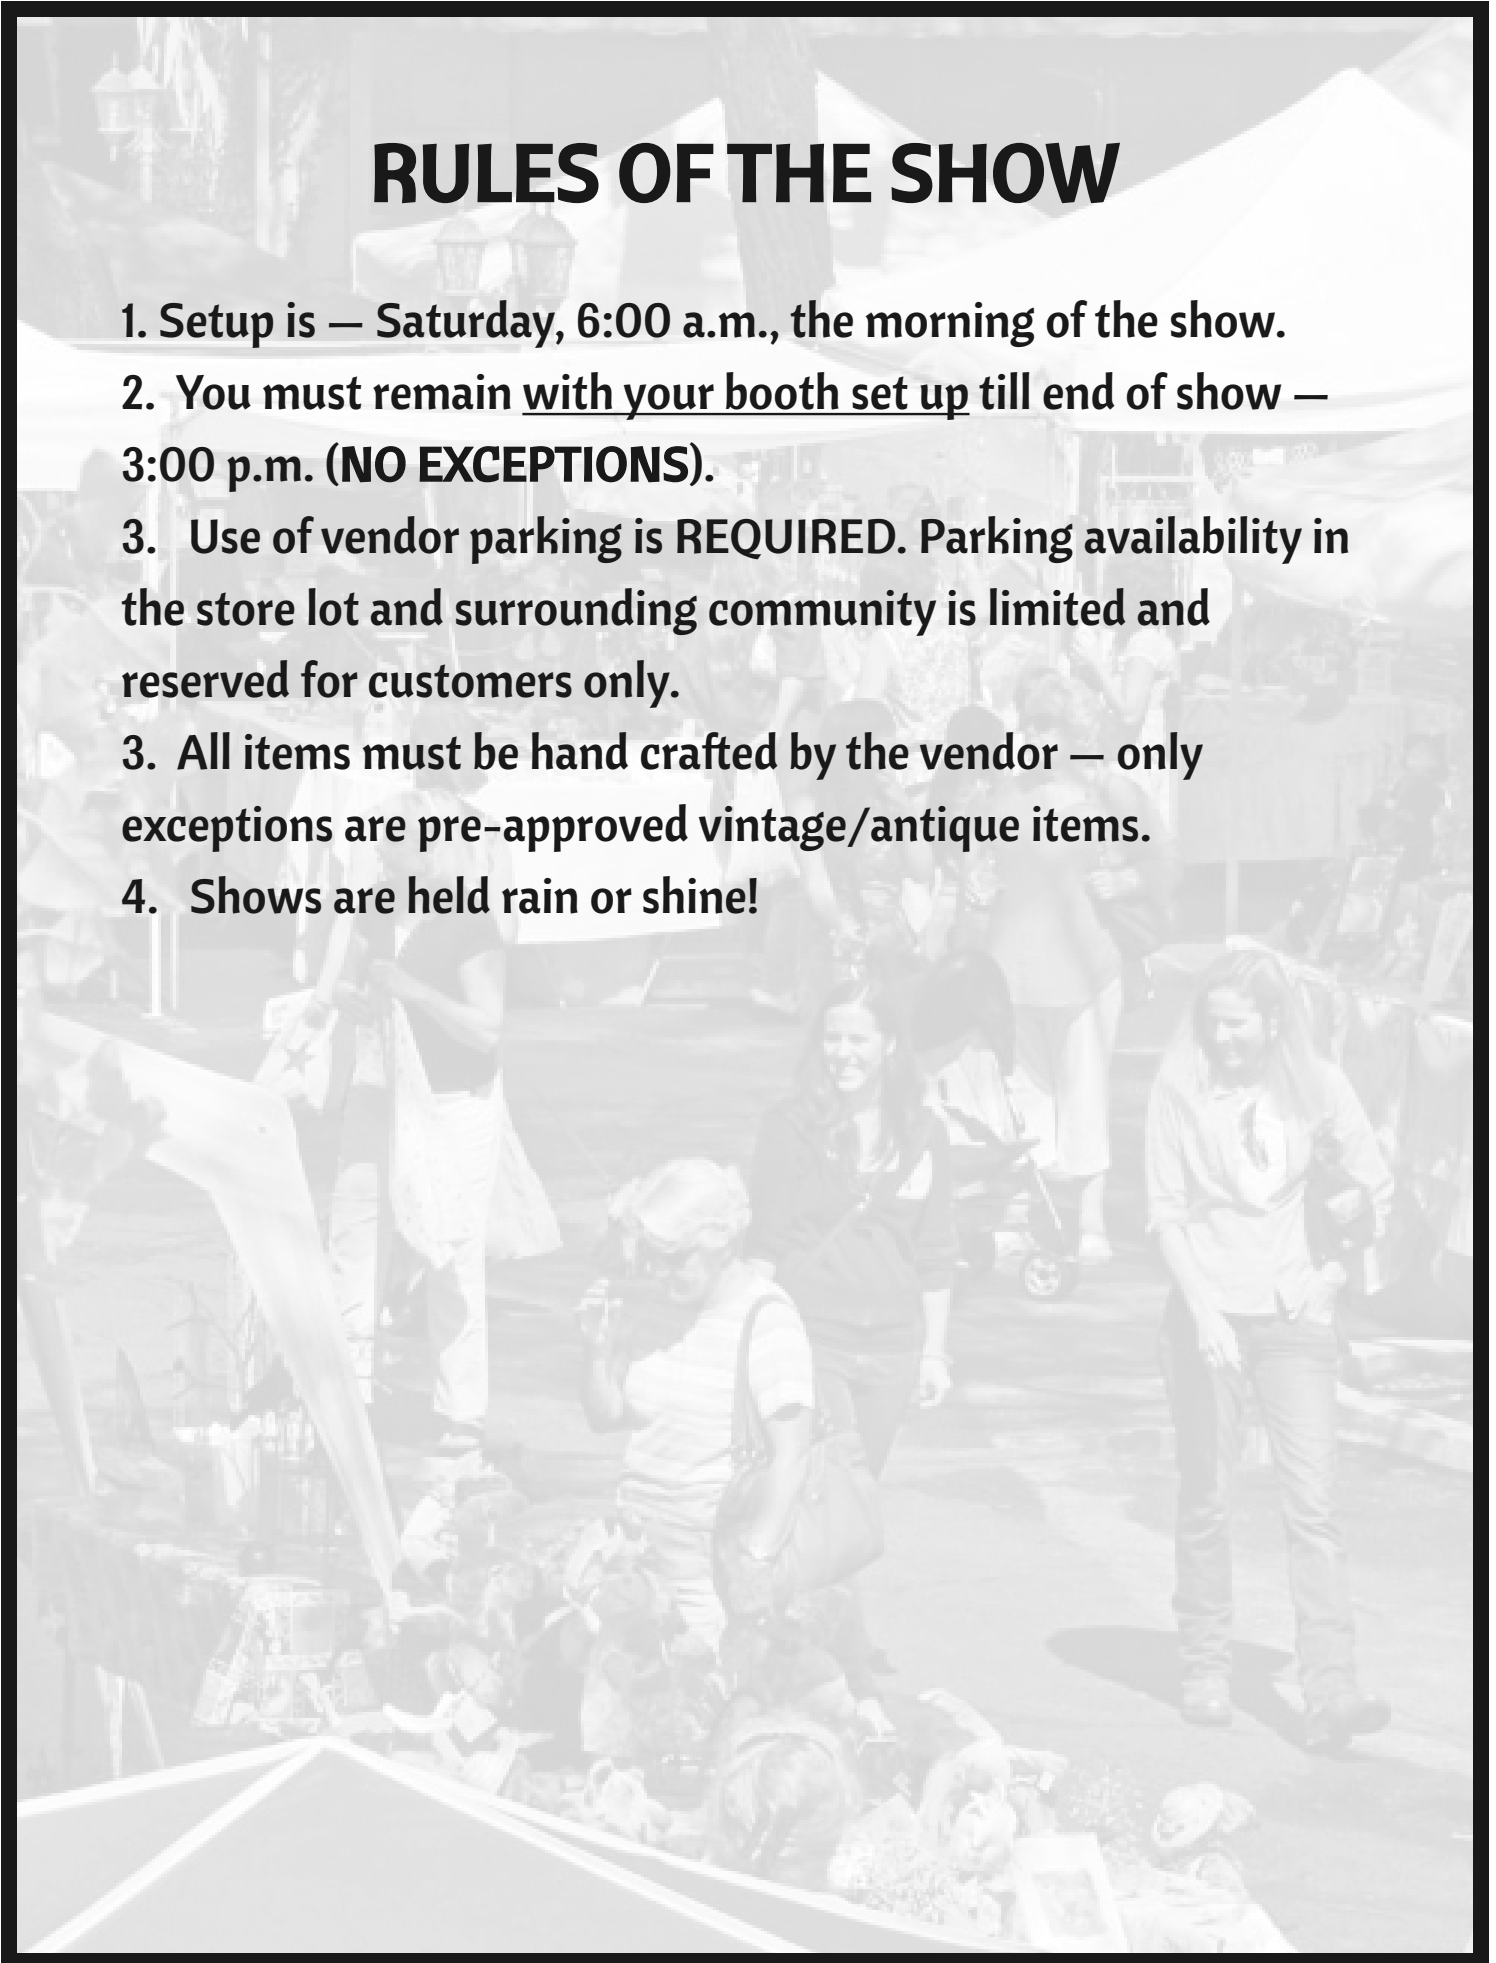 RULES OF THE SHOW
1. Setup is — Saturday, 6:00 a.m., the morning of the show.
2. You must remain with your booth set up till end of show —
3:00 p.m. (NO EXCEPTIONS).
3. Use of vendor parking is REQUIRED. Parking availability in
the store lot and surrounding community is limited and
reserved for customers only.
3. All items must be hand crafted by the vendor — only
exceptions are pre-approved vintage/antique items.
4. Shows are held rain or shine!